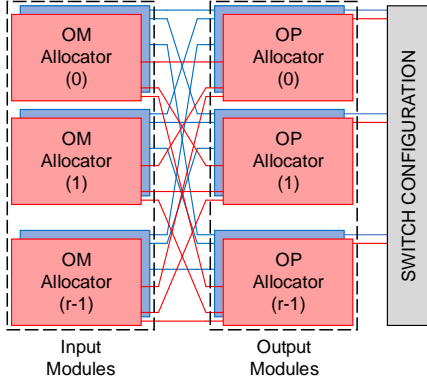 OM
Allocator
(0)
OP
Allocator
(0)
OM
Allocator
(1)
OP
Allocator
(1)
OM
Allocator
(r-1)
OP
Allocator
(r-1)
SWITCH CONFIGURATION
Input
Modules
Output
Modules